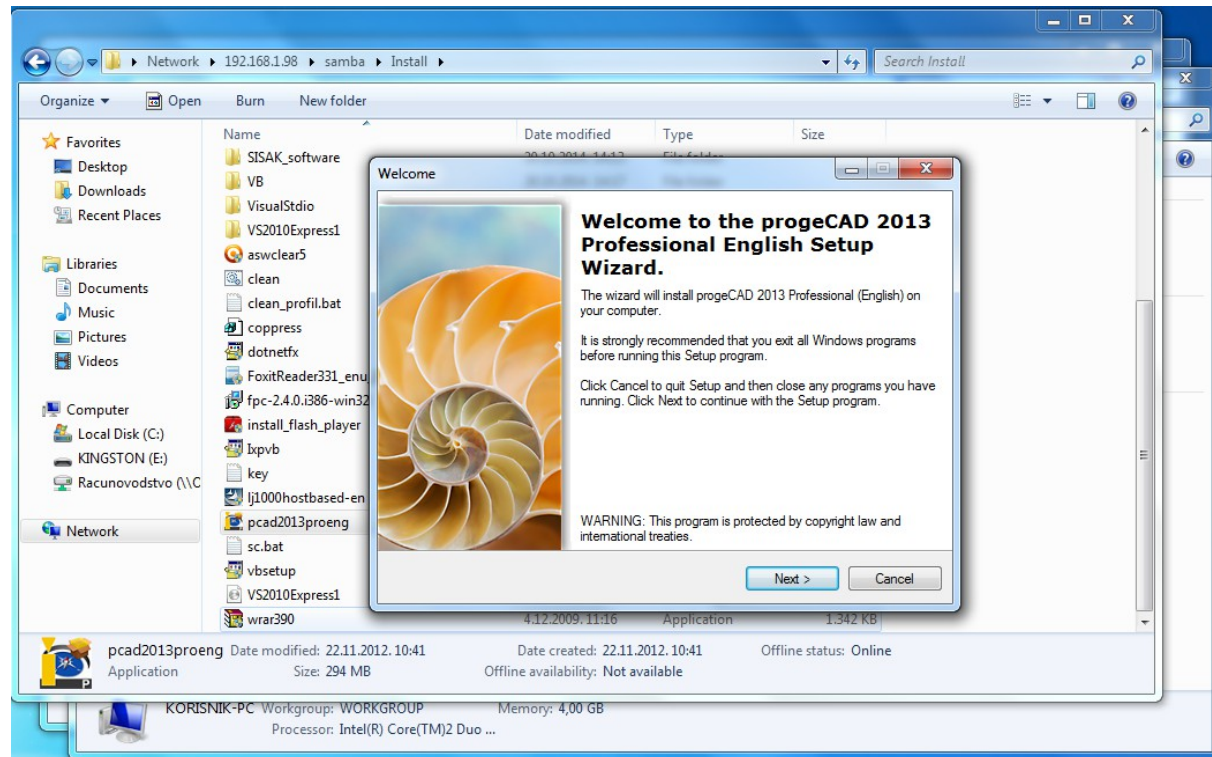 Network 192.168.1.98 samba Install
Search Install
Organize Open Burn New folder
Favorites
Desktop
Downloads
Recent Places
Libraries
Documents
Music
Pictures
Videos
Computer
Local Disk (C:)
KINGSTON (E:)
Racunovodstvo (\\C
Network
Name Date modified Type Size
SISAK_software 29.10.2014. 14:13 File folder
VB
VisualStdio
VS2010Express1
aswclear5
clean
clean_profil.bat
coppress
dotnetfx
FoxitReader331_enu
fpc-2.4.0.i386-win32
install_flash_player
lxpvb
key
lj1000hostbased-en
pcad2013proeng
sc.bat
vbsetup
VS2010Express1
wrar390 4.12.2009. 11:16 Application 1.342 KB
Welcome
Welcome to the progeCAD 2013
Professional English Setup
Wizard.
The wizard will install progeCAD 2013 Professional (English) on
your computer.
It is strongly recommended that you exit all Windows programs
before running this Setup program.
Click Cancel to quit Setup and then close any programs you have
running. Click Next to continue with the Setup program.
WARNING: This program is protected by copyright law and
international treaties.
Next > Cancel
pcad2013proeng Date modified: 22.11.2012. 10:41 Date created: 22.11.2012. 10:41 Offline status: Online
Application Size: 294 MB Offline availability: Not available
KORISNIK-PC Workgroup: WORKGROUP Memory: 4,00 GB
Processor: Intel(R) Core(TM)2 Duo ...